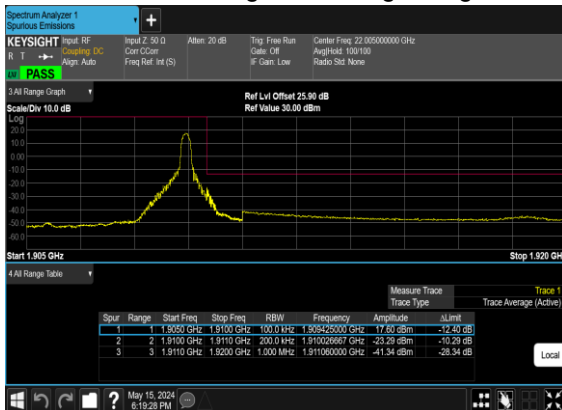 Spectrum Analyzer 1
Spurious Emissions
KEYSIGHT Input: RF Input Z: 50 Ω Atten: 20 dB Trig: Free Run Center Freq: 22.005000000 GHz
R T Coupling: DC Corr CCorr Gate: Off Avg|Hold: 100/100
Align: Auto Freq Ref: Int (S) IF Gain: Low Radio Std: None
PASS
3 All Range Graph
Ref Lvl Offset 25.90 dB
Scale/Div 10.0 dB Ref Value 30.00 dBm
Log
20.0
10.0
0.00
-10.0
-20.0
-30.0
-40.0
-50.0
-60.0
Start 1.905 GHz Stop 1.920 GH
4 All Range Table
Measure Trace Trace 1
Trace Type Trace Average (Active)
Spur Range Start Freq Stop Freq RBW Frequency Amplitude ΔLimit
1 1 1.9050 GHz 1.9100 GHz 100.0 kHz 1.909425000 GHz 17.60 dBm -12.40 dB
2 2 1.9100 GHz 1.9110 GHz 200.0 kHz 1.910026667 GHz -23.29 dBm -10.29 dB
3 3 1.9110 GHz 1.9200 GHz 1.000 MHz 1.911060000 GHz -41.34 dBm -28.34 dB
Local
? May 15, 2024
6:19:28 PM